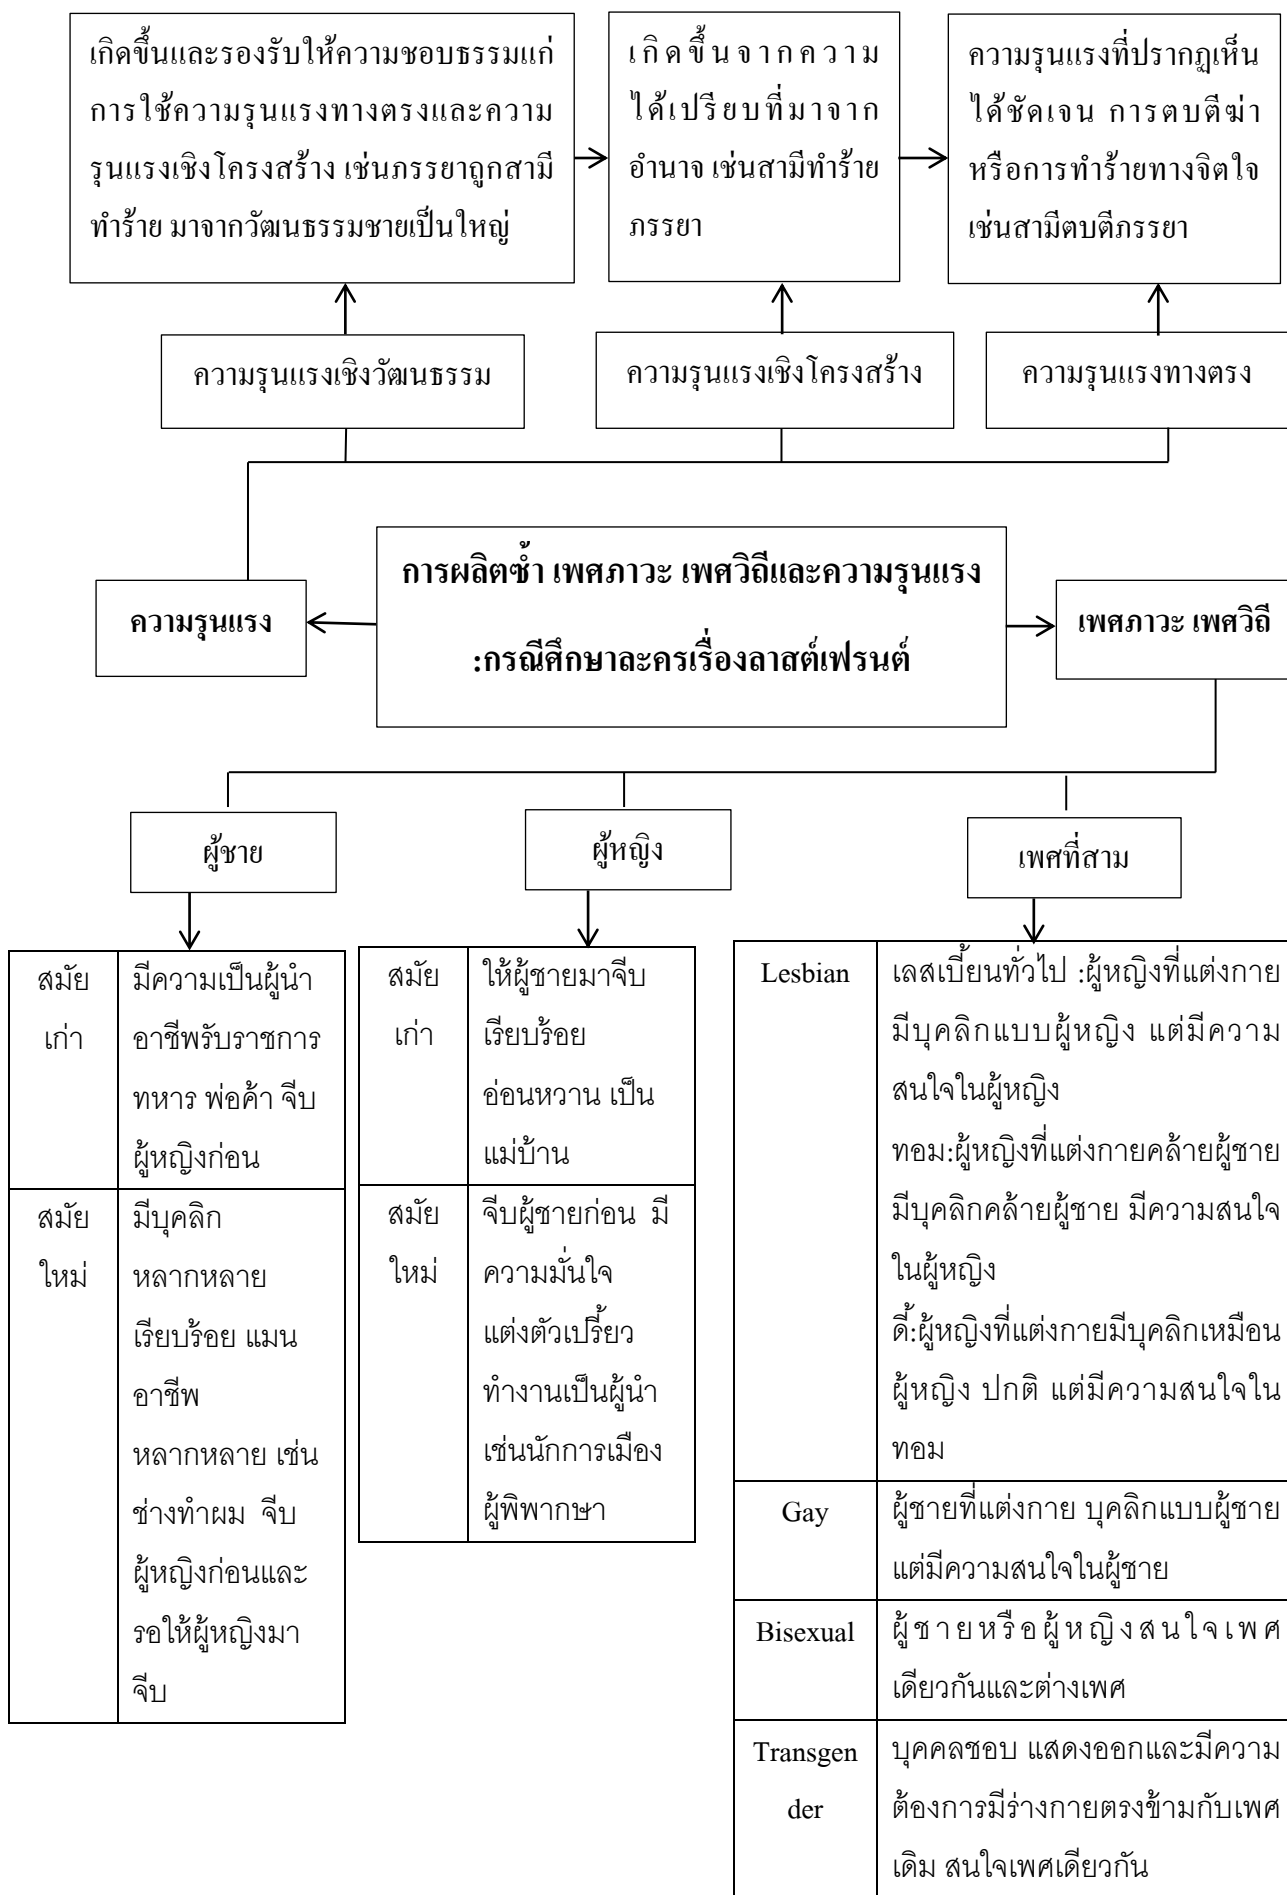 เกิดขึ้นและรองรับให้ความชอบธรรมแก่
การใช้ความรุนแรงทางตรงและความ
รุนแรงเชิงโครงสร้าง เช่นภรรยาถูกสามี
ทำร้าย มาจากวัฒนธรรมชายเป็นใหญ่
เกิดขึ้นจากความ
ได้เปรียบที่มาจาก
อำนาจ เช่นสามีทำร้าย
ภรรยา
ความรุนแรงที่ปรากฏเห็น
ได้ชัดเจน การตบตีฆ่า
หรือการทำร้ายทางจิตใจ
เช่นสามีตบตีภรรยา
ความรุนแรงเชิงวัฒนธรรม
ความรุนแรงเชิงโครงสร้าง
ความรุนแรงทางตรง
การผลิตซ้ำ เพศภาวะ เพศวิถีและความรุนแรง
:กรณีศึกษาละครเรื่องลาสต์เฟรนต์
ความรุนแรง
เพศภาวะ เพศวิถี
ผู้ชาย
ผู้หญิง
เพศที่สาม
สมัย
เก่า
มีความเป็นผู้นำ
อาชีพรับราชการ
ทหาร พ่อค้า จีบ
ผู้หญิงก่อน
สมัย
ใหม่
มีบุคลิก
หลากหลาย
เรียบร้อย แมน
อาชีพ
หลากหลาย เช่น
ช่างทำผม จีบ
ผู้หญิงก่อนและ
รอให้ผู้หญิงมา
จีบ
สมัย
เก่า
ให้ผู้ชายมาจีบ
เรียบร้อย
อ่อนหวาน เป็น
แม่บ้าน
สมัย
ใหม่
จีบผู้ชายก่อน มี
ความมั่นใจ
แต่งตัวเปรี้ยว
ทำงานเป็นผู้นำ
เช่นนักการเมือง
ผู้พิพากษา
Lesbian
เลสเบี้ยนทั่วไป :ผู้หญิงที่แต่งกาย
มีบุคลิกแบบผู้หญิง แต่มีความ
สนใจในผู้หญิง
ทอม:ผู้หญิงที่แต่งกายคล้ายผู้ชาย
มีบุคลิกคล้ายผู้ชาย มีความสนใจ
ในผู้หญิง
ดี้:ผู้หญิงที่แต่งกายมีบุคลิกเหมือน
ผู้หญิง ปกติ แต่มีความสนใจใน
ทอม
Gay
ผู้ชายที่แต่งกาย บุคลิกแบบผู้ชาย
แต่มีความสนใจในผู้ชาย
Bisexual
ผู้ชายหรือผู้หญิงสนใจเพศ
เดียวกันและต่างเพศ
Transgen
der
บุคคลชอบ แสดงออกและมีความ
ต้องการมีร่างกายตรงข้ามกับเพศ
เดิม สนใจเพศเดียวกัน